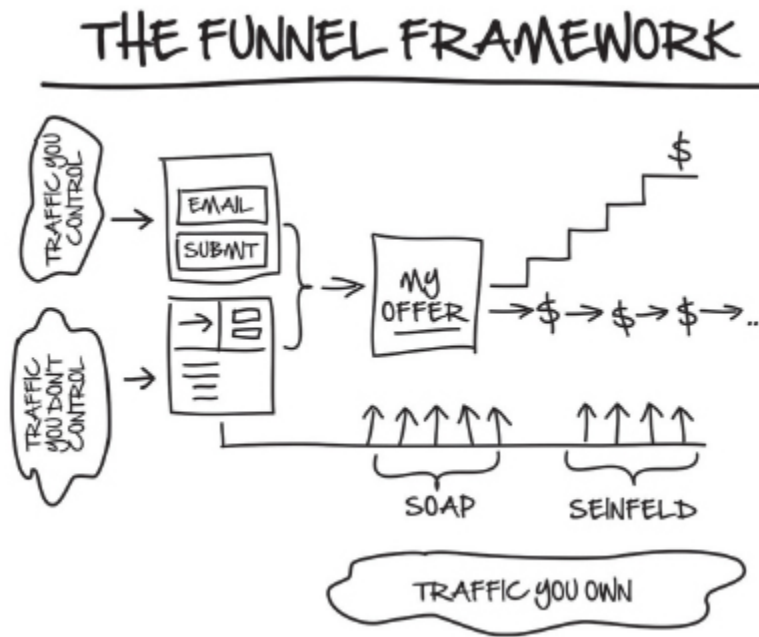 THE FUNNEL FRAMEWORK
TRAFFIC YOU
CONTROL
EMAIL
SUBMIT
TRAFFIC
YOU DON'T
CONTROL
MY
OFFER
$
$ $ $ ...
SOAP
SEINFELD
TRAFFIC YOU OWN